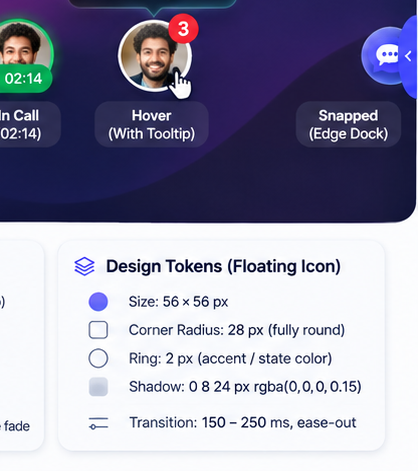 3
02:14
In Call
02:14)
Hover
(With Tooltip)
Snapped
(Edge Dock)
Design Tokens (Floating Icon)
Size: 56 × 56 px
Corner Radius: 28 px (fully round)
Ring: 2 px (accent / state color)
Shadow: 0 8 24 px rgba(0, 0, 0, 0.15)
Transition: 150 – 250 ms, ease-out
)
fade